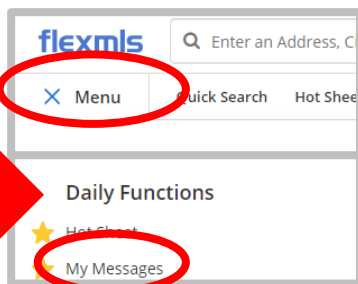 flexmls
Enter an Address, C
Menu
Quick Search
Hot Shee
Daily Functions
Hot Sheet
My Messages